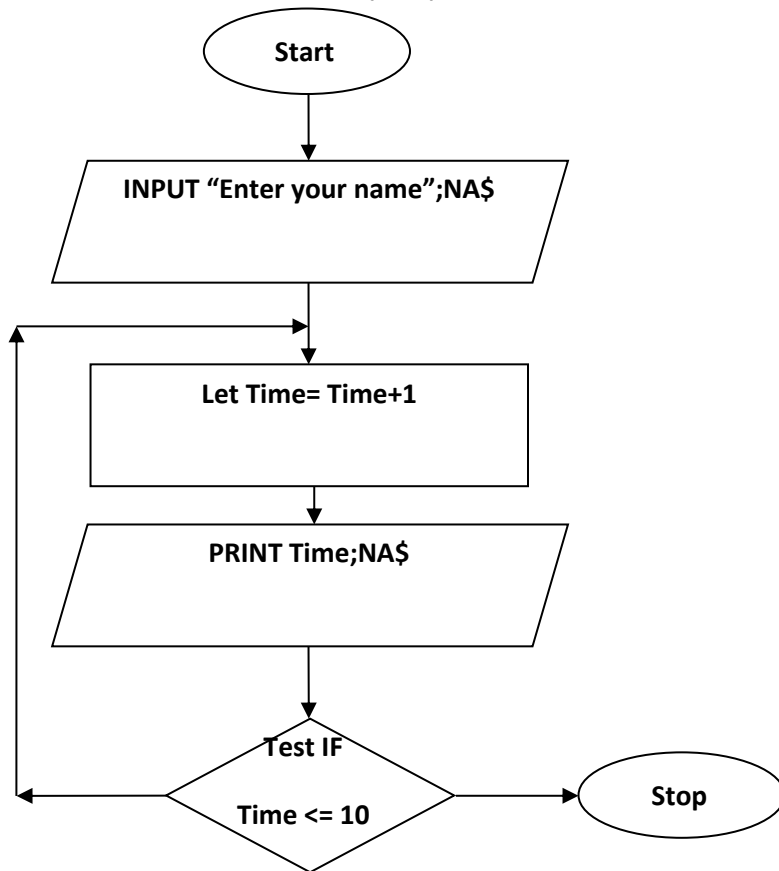 Start
INPUT “Enter your name”;NA$
Let Time= Time+1
PRINT Time;NA$
Test IF
Time <= 10
Stop